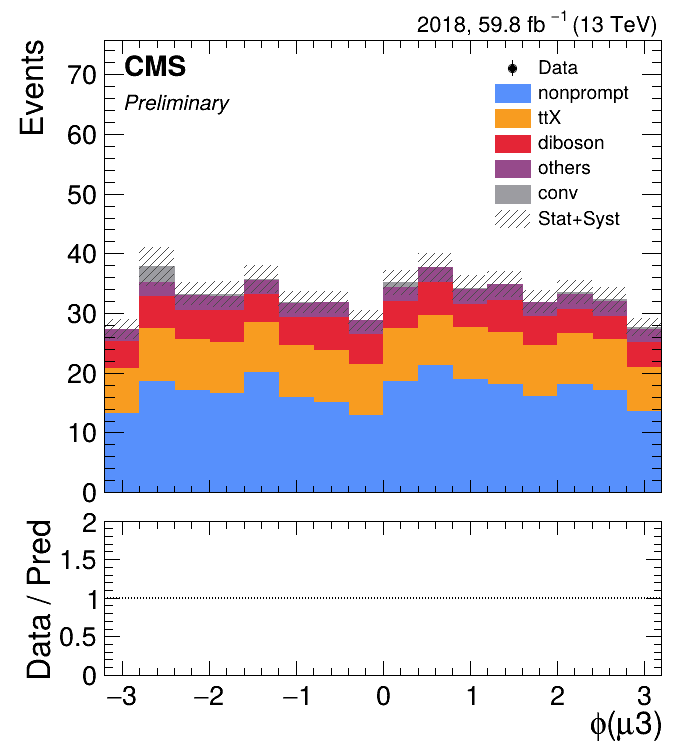 2018, 59.8 fb⁻¹ (13 TeV)
CMS
Preliminary
Data
nonprompt
ttX
diboson
others
conv
Stat+Syst
Events
70
60
50
40
30
20
10
0
Data / Pred
2
1.5
1
0.5
0
−3 −2 −1 0 1 2 3
ϕ(μ3)